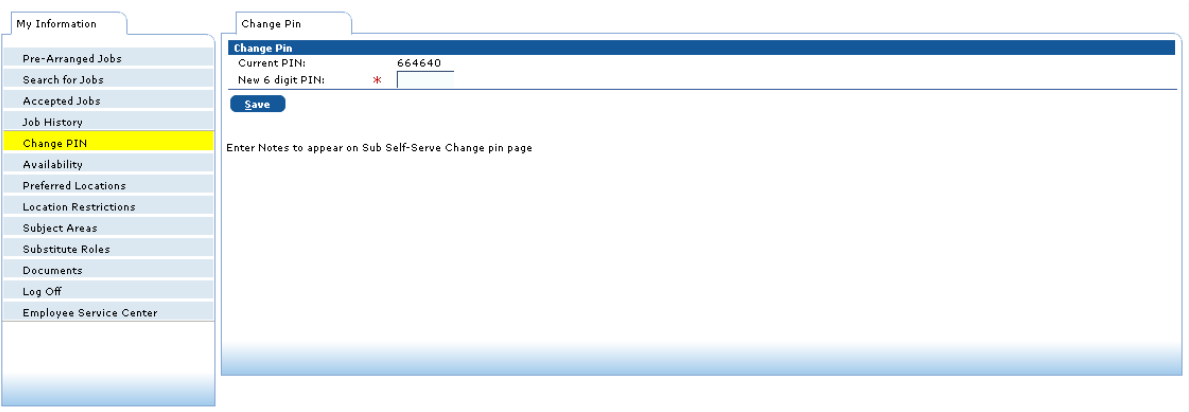 My Information
Pre-Arranged Jobs
Search for Jobs
Accepted Jobs
Job History
Change PIN
Availability
Preferred Locations
Location Restrictions
Subject Areas
Substitute Roles
Documents
Log Off
Employee Service Center
Change Pin
Change Pin
Current PIN: 664640
New 6 digit PIN: *
Save
Enter Notes to appear on Sub Self-Serve Change pin page